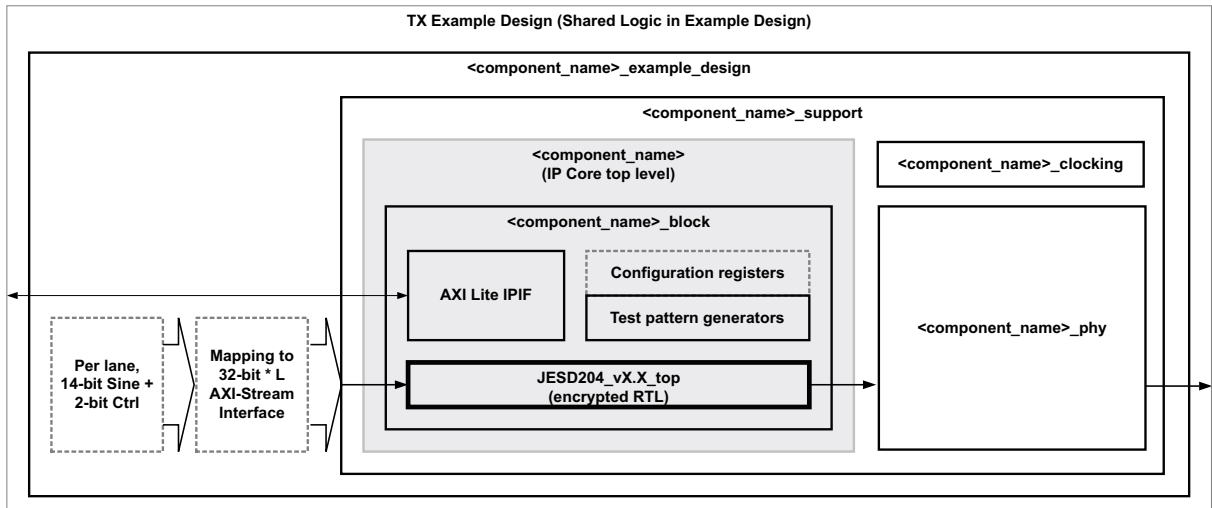 TX Example Design (Shared Logic in Example Design)
<component_name>_example_design
<component_name>_support
<component_name>
(IP Core top level)
<component_name>_clocking
<component_name>_block
AXI Lite IPIF
Configuration registers
Test pattern generators
<component_name>_phy
Per lane,
14-bit Sine +
2-bit Ctrl
Mapping to
32-bit * L
AXI-Stream
Interface
JESD204_vX.X_top
(encrypted RTL)